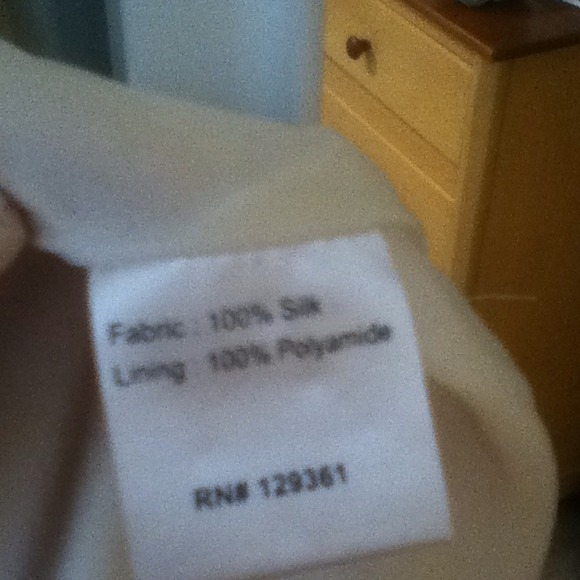 Fabric : 100% Silk
Lining : 100% Polyamide
RN# 129361